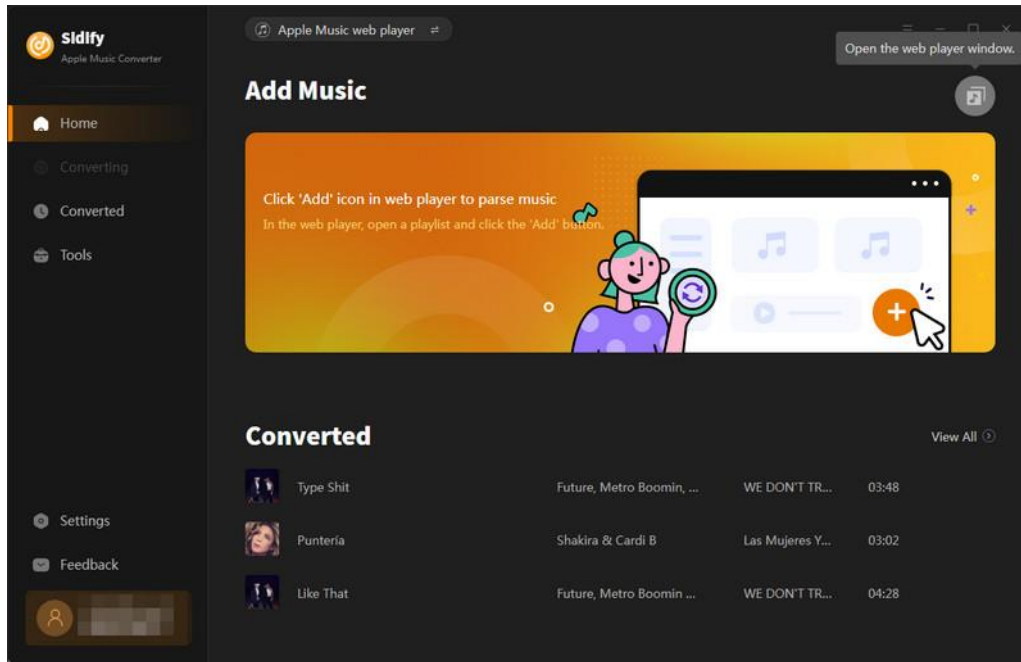 Sidify
Apple Music Converter
Apple Music web player
Open the web player window.
Add Music
Home
Converting
Converted
Tools
Click 'Add' icon in web player to parse music
In the web player, open a playlist and click the 'Add' button.
Converted
View All
Type Shit Future, Metro Boomin, ... WE DON'T TR... 03:48
Puntería Shakira & Cardi B Las Mujeres Y... 03:02
Like That Future, Metro Boomin ... WE DON'T TR... 04:28
Settings
Feedback